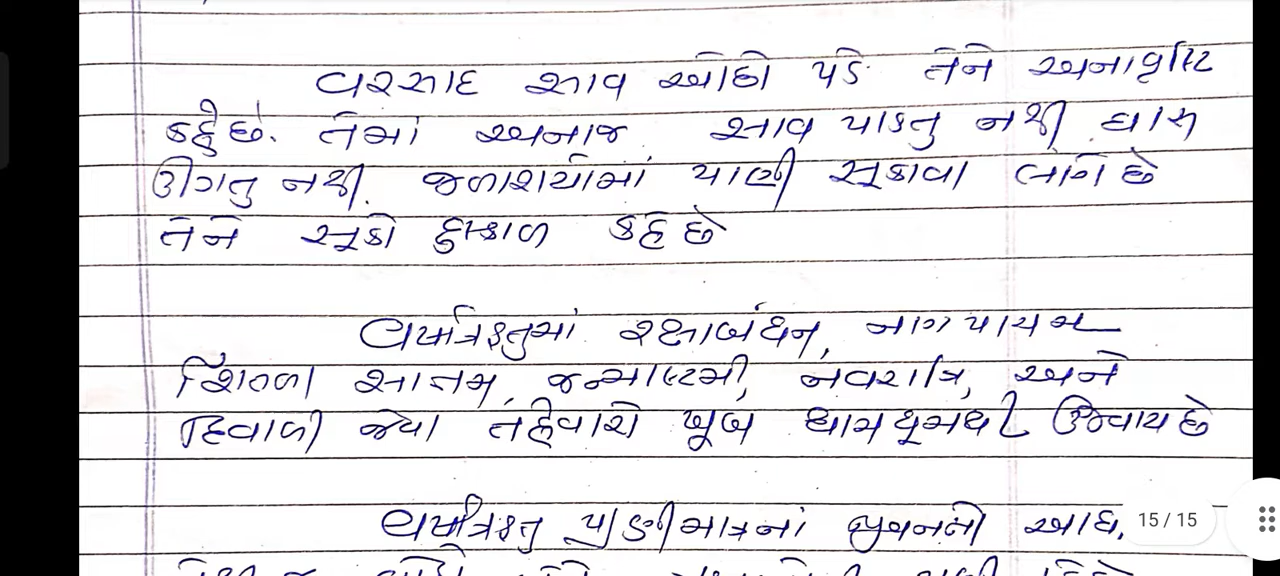 વરસાદ સાવ ઓછો પડે તેને અનાવૃષ્ટિ
કહે છે. તેમાં અનાજ સાવ પાકતુ નથી ઘાસ
ઊગતુ નથી. જળાશયોમાં પાણી સૂકાવા લાગે છે
તેને સૂકો દુષ્કાળ કહે છે
વર્ષાઋતુમાં રક્ષાબંધન, નાગ પાચમ
શિતળા સાતમ, જન્માષ્ટમી, નવરાત્રિ, અને
દિવાળી જેવા તહેવારો ખૂબ ધામધૂમથી ઉજવાય છે
વર્ષાઋતુ માત્રનાં જીવનનો આધા.
15/15